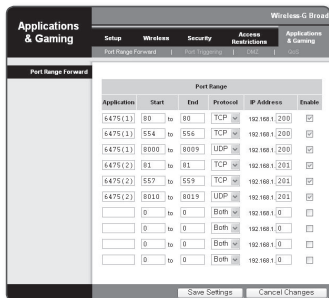 Wireless-G Broad
Applications & Gaming
Setup Wireless Security Access Restrictions Applications & Gaming
Port Range Forward | Port Triggering | DMZ | QoS
Port Range Forward
Port Range
Application Start End Protocol IP Address Enable
6475(1) 80 to 80 TCP 192.168.1.200
6475(1) 554 to 556 TCP 192.168.1.200
6475(1) 8000 to 8009 UDP 192.168.1.200
6475(2) 81 to 81 TCP 192.168.1.201
6475(2) 557 to 559 TCP 192.168.1.201
6475(2) 8010 to 8019 UDP 192.168.1.201
0 to 0 Both 192.168.1.0
0 to 0 Both 192.168.1.0
0 to 0 Both 192.168.1.0
0 to 0 Both 192.168.1.0
Save Settings Cancel Changes